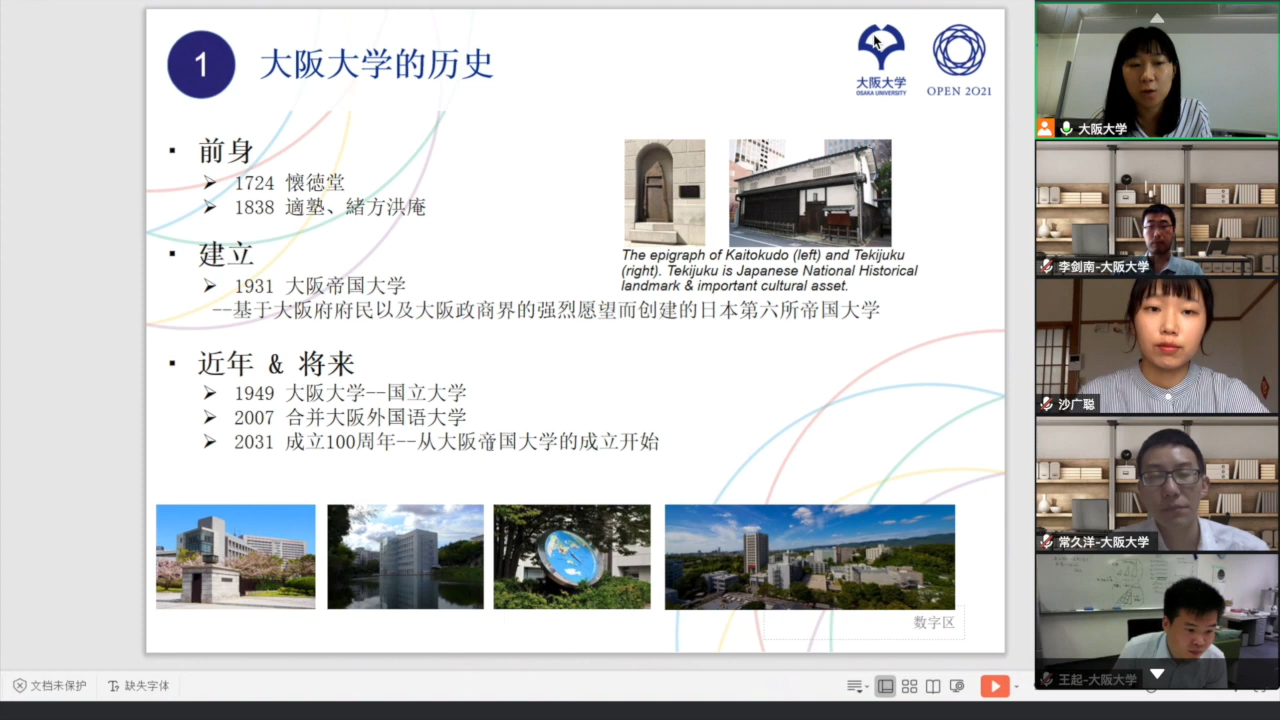 1
大阪大学的历史
大阪大学
OSAKA UNIVERSITY
OPEN 2O21
▪ 前身
➢ 1724 懐徳堂
➢ 1838 適塾、緒方洪庵
The epigraph of Kaitokudo (left) and Tekijuku
(right). Tekijuku is Japanese National Historical
landmark & important cultural asset.
▪ 建立
➢ 1931 大阪帝国大学
--基于大阪府府民以及大阪政商界的强烈愿望而创建的日本第六所帝国大学
▪ 近年 & 将来
➢ 1949 大阪大学--国立大学
➢ 2007 合并大阪外国语大学
➢ 2031 成立100周年--从大阪帝国大学的成立开始
数字区
文档未保护
缺失字体
大阪大学
李剑南-大阪大学
沙广聪
常久洋-大阪大学
王起-大阪大学